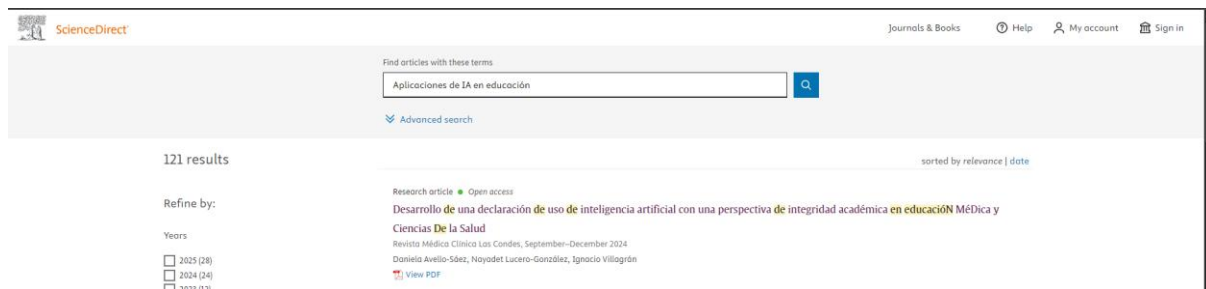 ScienceDirect
Journals & Books
Help
My account
Sign in
Find articles with these terms
Aplicaciones de IA en educación
Advanced search
121 results
sorted by relevance | date
Refine by:
Years
2025 (28)
2024 (24)
2023 (12)
Research article Open access
Desarrollo de una declaración de uso de inteligencia artificial con una perspectiva de integridad académica en educacióN MéDica y
Ciencias De la Salud
Revista Médica Clínica Las Condes, September–December 2024
Daniela Avello-Sáez, Nayadet Lucero-González, Ignacio Villagrán
View PDF